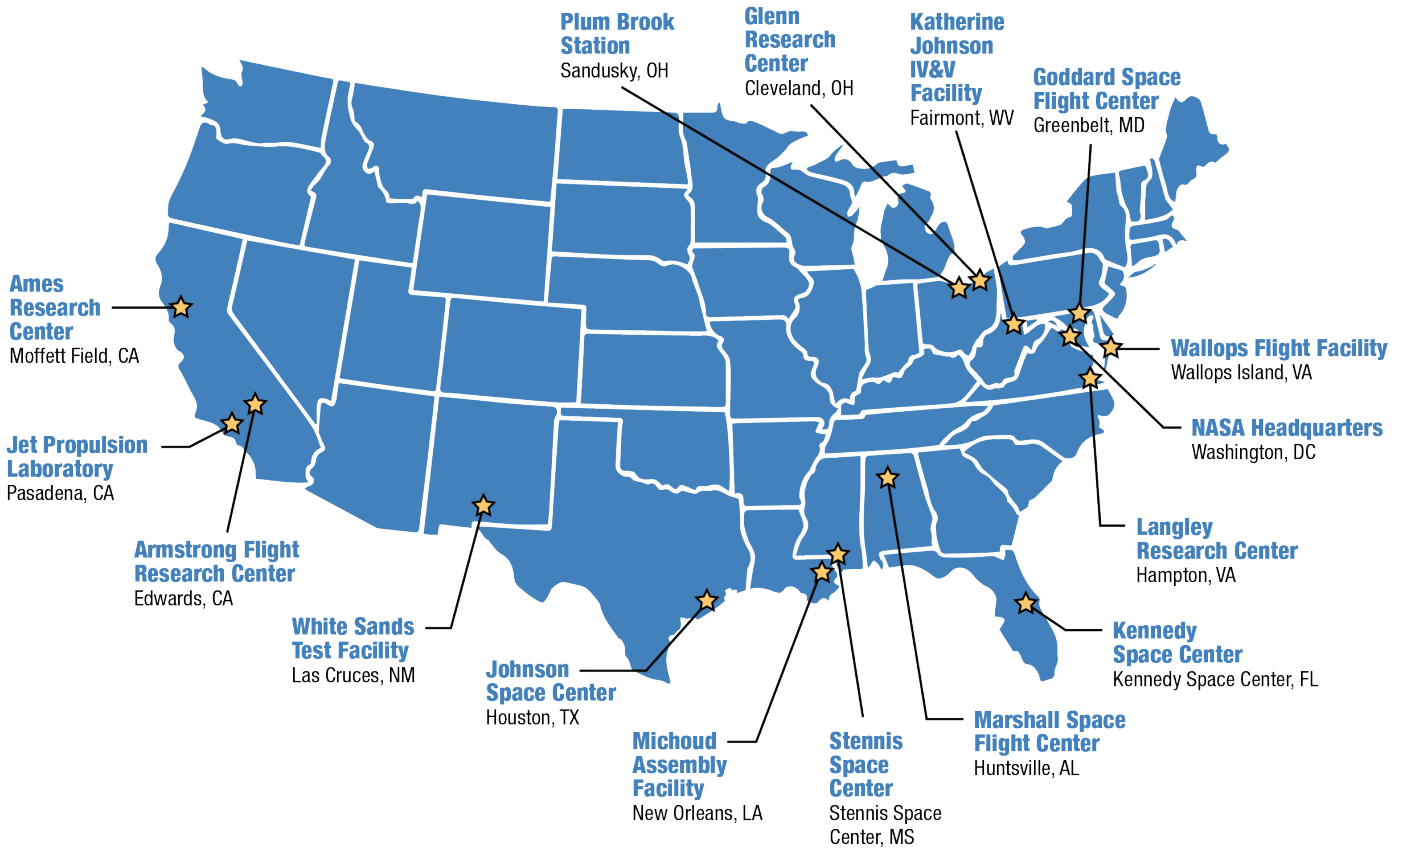 Plum Brook
Station
Sandusky, OH
Glenn
Research
Center
Cleveland, OH
Katherine
Johnson
IV&V
Facility
Fairmont, WV
Goddard Space
Flight Center
Greenbelt, MD
Ames
Research
Center
Moffett Field, CA
Wallops Flight Facility
Wallops Island, VA
NASA Headquarters
Washington, DC
Jet Propulsion
Laboratory
Pasadena, CA
Langley
Research Center
Hampton, VA
Armstrong Flight
Research Center
Edwards, CA
White Sands
Test Facility
Las Cruces, NM
Kennedy
Space Center
Kennedy Space Center, FL
Johnson
Space Center
Houston, TX
Marshall Space
Flight Center
Huntsville, AL
Michoud
Assembly
Facility
New Orleans, LA
Stennis
Space
Center
Stennis Space
Center, MS